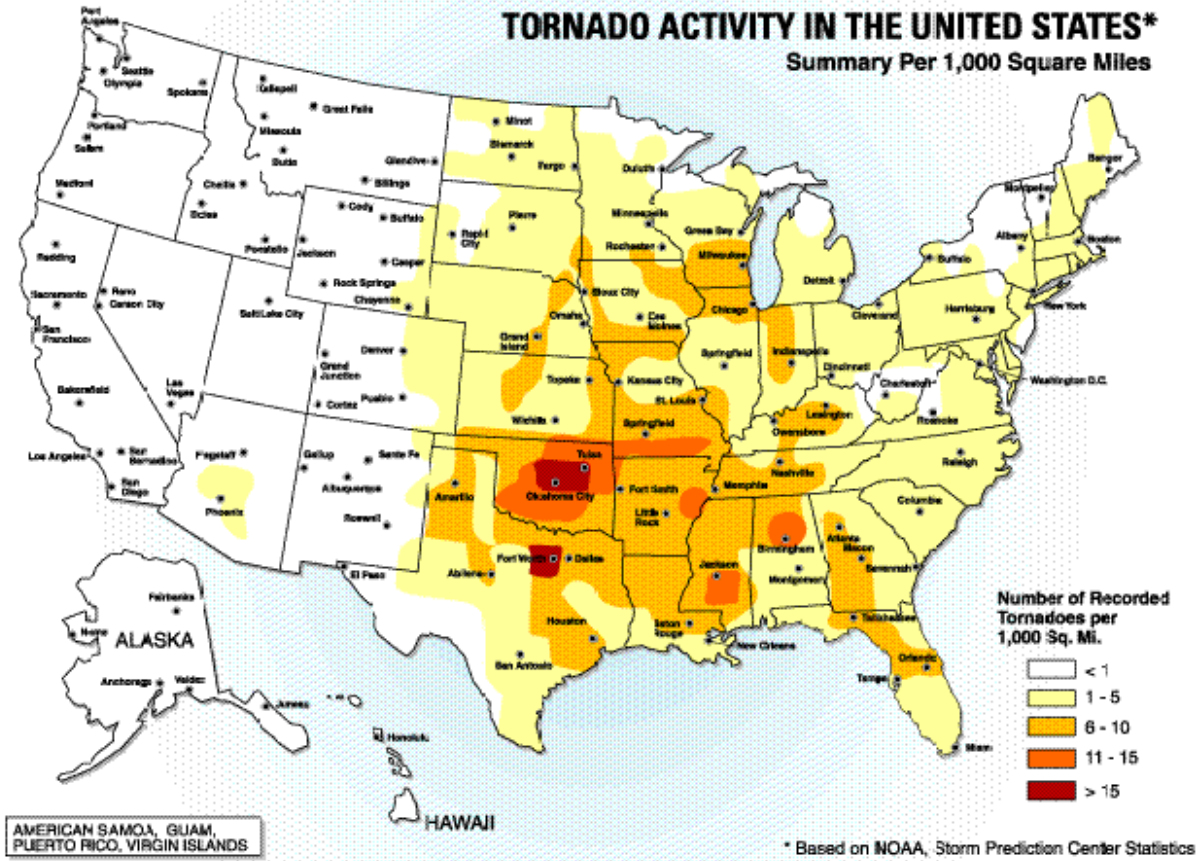 TORNADO ACTIVITY IN THE UNITED STATES*
Summary Per 1,000 Square Miles
Port
Angeles
Seattle
Olympia
Spokane
Kalispell
Great Falls
Portland
Salem
Missoula
Butte
Glendive
Billings
Medford
Challis
Boise
Pocatello
Cody
Buffalo
Jackson
Casper
Rock Springs
Cheyenne
Minot
Bismarck
Fargo
Duluth
Rapid
City
Pierre
Minneapolis
Rochester
Green Bay
Milwaukee
Montpelier
Bangor
Albany
Boston
Buffalo
Detroit
Redding
Sacramento
San
Francisco
Reno
Carson City
Salt Lake City
Sioux City
Omaha
Des
Moines
Chicago
Cleveland
Harrisburg
New York
Grand
Island
Denver
Grand
Junction
Pueblo
Cortez
Topeka
Kansas City
Springfield
Indianapolis
Cincinnati
Charleston
Washington D.C.
Bakersfield
Las
Vegas
Wichita
St. Louis
Springfield
Lexington
Owensboro
Roanoke
Los Angeles
San
Bernadino
San
Diego
Flagstaff
Phoenix
Gallup
Santa Fe
Albuquerque
Roswell
Amarillo
Tulsa
Oklahoma City
Fort Smith
Little
Rock
Memphis
Nashville
Raleigh
Columbia
El Paso
Abilene
Fort Worth
Dallas
Jackson
Birmingham
Montgomery
Atlanta
Macon
Savannah
Houston
San Antonio
Baton
Rouge
New Orleans
Tallahassee
Orlando
Tampa
Miami
Fairbanks
Nome
ALASKA
Anchorage
Valdez
Juneau
Honolulu
HAWAII
Number of Recorded
Tornadoes per
1,000 Sq. Mi.
< 1
1 - 5
6 - 10
11 - 15
> 15
AMERICAN SAMOA, GUAM,
PUERTO RICO, VIRGIN ISLANDS
* Based on NOAA, Storm Prediction Center Statistics